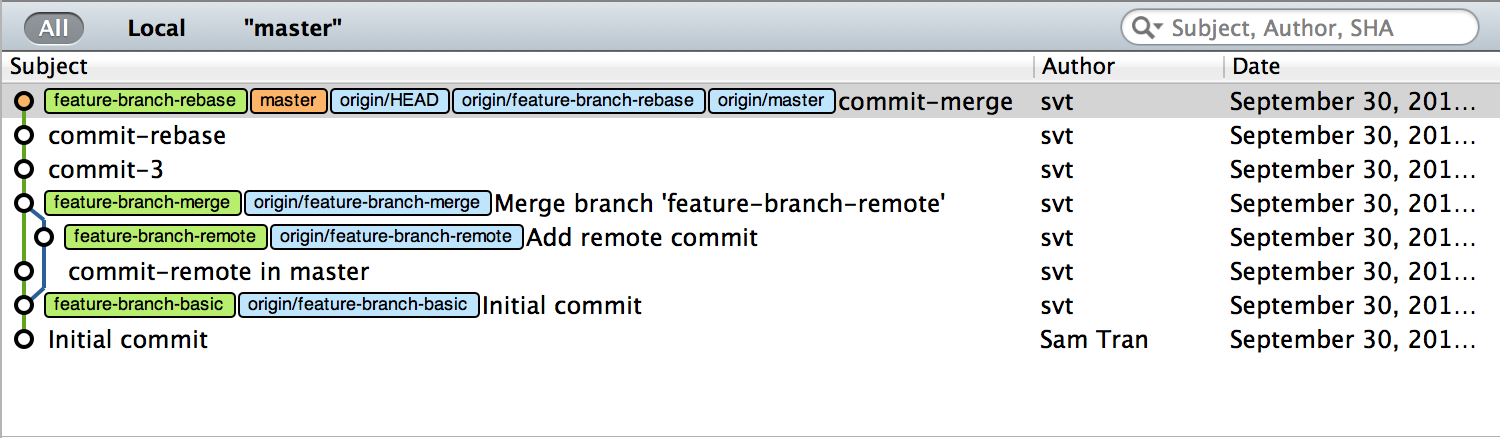 All Local "master" Subject, Author, SHA
Subject Author Date
feature-branch-rebase master origin/HEAD origin/feature-branch-rebase origin/master commit-merge svt September 30, 201…
commit-rebase svt September 30, 201…
commit-3 svt September 30, 201…
feature-branch-merge origin/feature-branch-merge Merge branch 'feature-branch-remote' svt September 30, 201…
feature-branch-remote origin/feature-branch-remote Add remote commit svt September 30, 201…
commit-remote in master svt September 30, 201…
feature-branch-basic origin/feature-branch-basic Initial commit svt September 30, 201…
Initial commit Sam Tran September 30, 201…